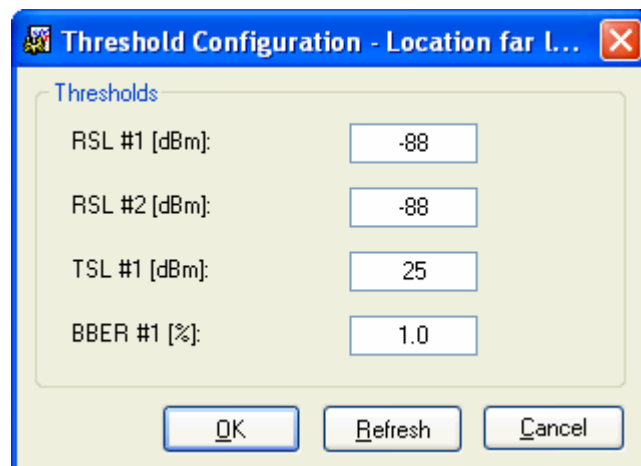 Threshold Configuration - Location far l...
Thresholds
RSL #1 [dBm]: -88
RSL #2 [dBm]: -88
TSL #1 [dBm]: 25
BBER #1 [%]: 1.0
OK Refresh Cancel